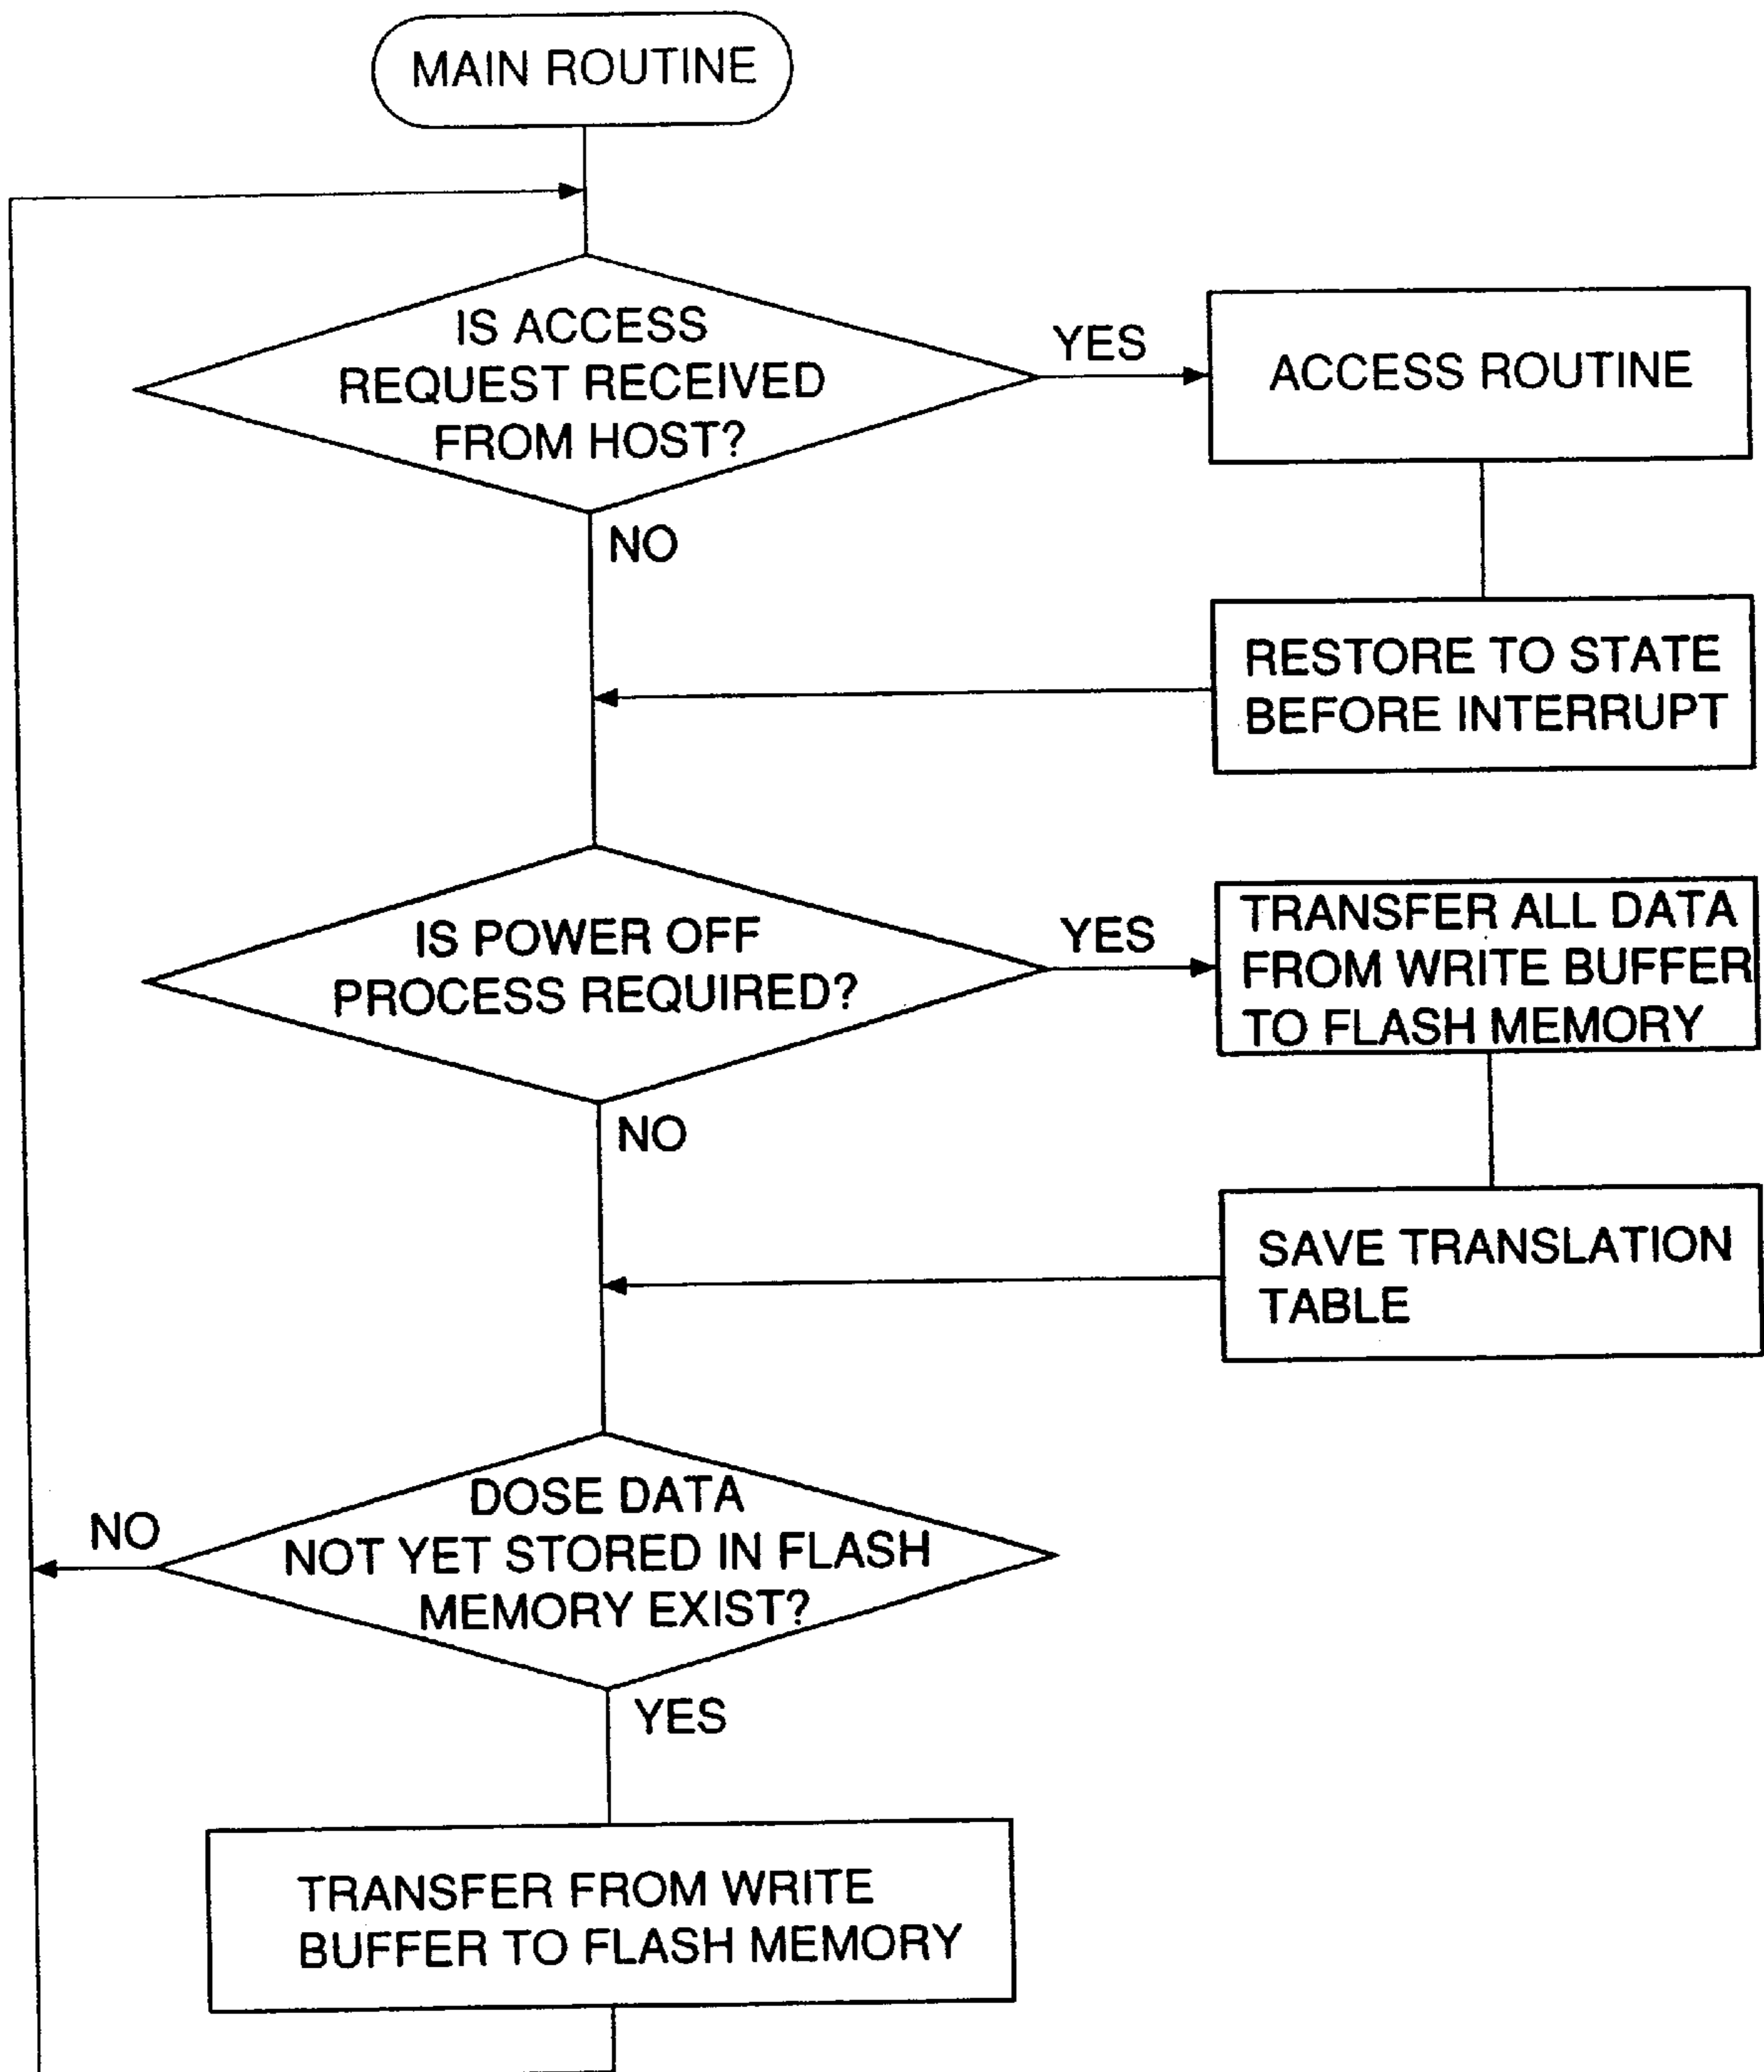 MAIN ROUTINE
IS ACCESS
REQUEST RECEIVED
FROM HOST?
YES
ACCESS ROUTINE
NO
RESTORE TO STATE
BEFORE INTERRUPT
IS POWER OFF
PROCESS REQUIRED?
YES
TRANSFER ALL DATA
FROM WRITE BUFFER
TO FLASH MEMORY
NO
SAVE TRANSLATION
TABLE
DOSE DATA
NOT YET STORED IN FLASH
MEMORY EXIST?
NO
YES
TRANSFER FROM WRITE
BUFFER TO FLASH MEMORY